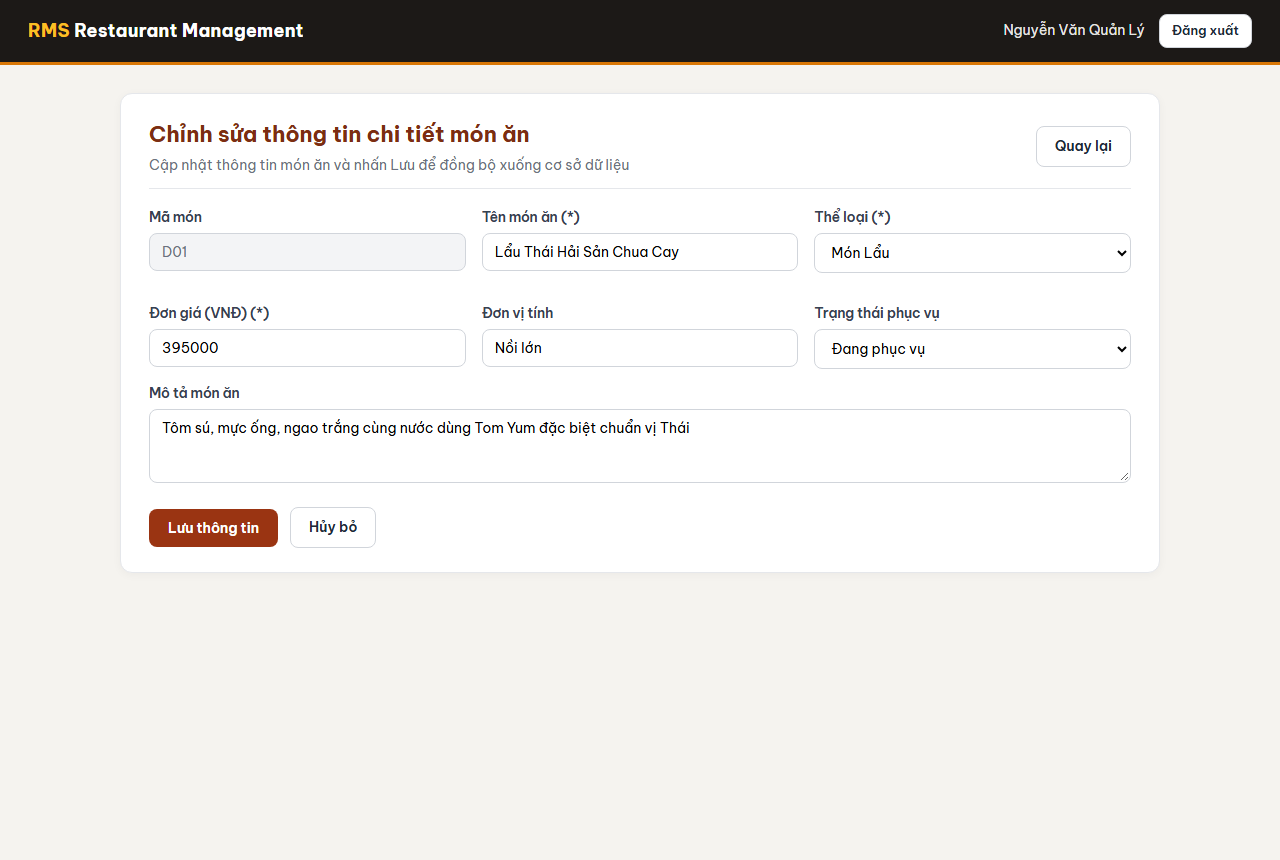 RMS Restaurant Management
Nguyễn Văn Quản Lý
Đăng xuất
Chỉnh sửa thông tin chi tiết món ăn
Cập nhật thông tin món ăn và nhấn Lưu để đồng bộ xuống cơ sở dữ liệu
Quay lại
Mã món
D01
Tên món ăn (*)
Lẩu Thái Hải Sản Chua Cay
Thể loại (*)
Món Lẩu
Đơn giá (VNĐ) (*)
395000
Đơn vị tính
Nồi lớn
Trạng thái phục vụ
Đang phục vụ
Mô tả món ăn
Tôm sú, mực ống, ngao trắng cùng nước dùng Tom Yum đặc biệt chuẩn vị Thái
Lưu thông tin
Hủy bỏ